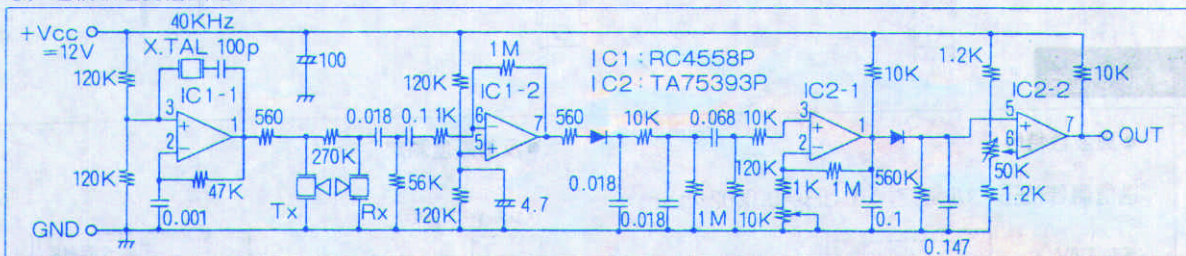 40KHz
X.TAL 100p
+Vcc
=12V
120K
IC1-1
3
2
1
120K
47K
0.001
GND
560
100
270K
Tx
Rx
0.018
0.1
1K
56K
120K
1M
IC1-2
6
5
7
120K
4.7
IC1:RC4558P
IC2:TA75393P
560
10K
0.068
10K
0.018
0.018
1M
10K
120K
1K
1M
IC2-1
3
2
1
10K
0.1
560K
0.147
1.2K
IC2-2
5
6
7
50K
1.2K
10K
OUT